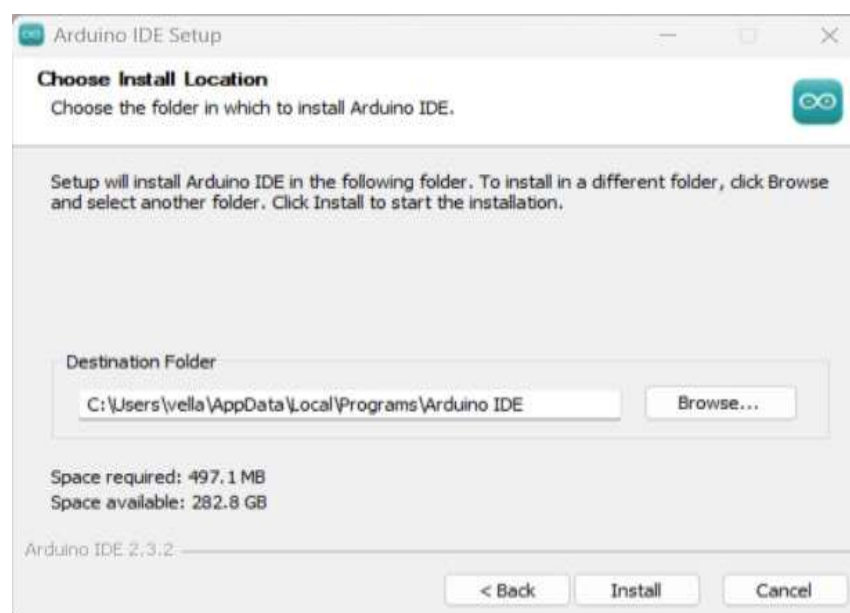 Arduino IDE Setup
Choose Install Location
Choose the folder in which to install Arduino IDE.
Setup will install Arduino IDE in the following folder. To install in a different folder, click Browse
and select another folder. Click Install to start the installation.
Destination Folder
C:\Users\vella\AppData\Local\Programs\Arduino IDE
Browse...
Space required: 497.1 MB
Space available: 282.8 GB
Arduino IDE 2.3.2
< Back Install Cancel